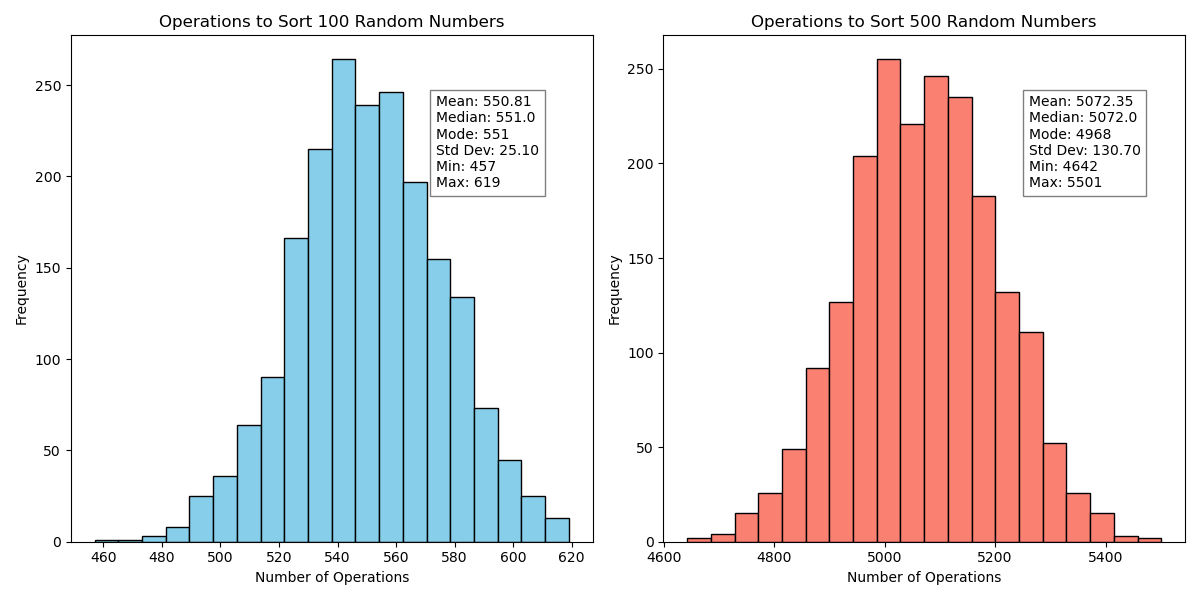 Operations to Sort 100 Random Numbers
250
200
150
100
50
0
Frequency
Mean: 550.81
Median: 551.0
Mode: 551
Std Dev: 25.10
Min: 457
Max: 619
460 480 500 520 540 560 580 600 620
Number of Operations
Operations to Sort 500 Random Numbers
250
200
150
100
50
0
Frequency
Mean: 5072.35
Median: 5072.0
Mode: 4968
Std Dev: 130.70
Min: 4642
Max: 5501
4600 4800 5000 5200 5400
Number of Operations